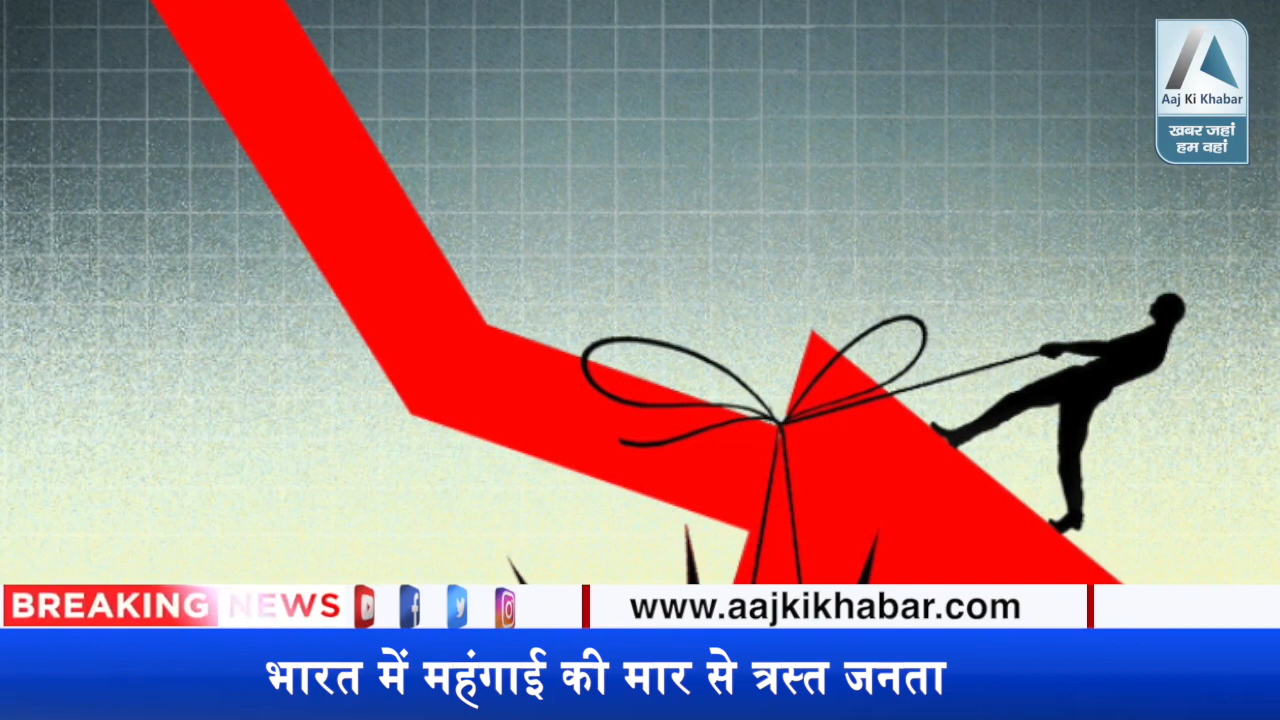 Aaj Ki Khabar
खबर जहां
हम वहां
BREAKING NEWS
www.aajkikhabar.com
भारत में महंगाई की मार से त्रस्त जनता